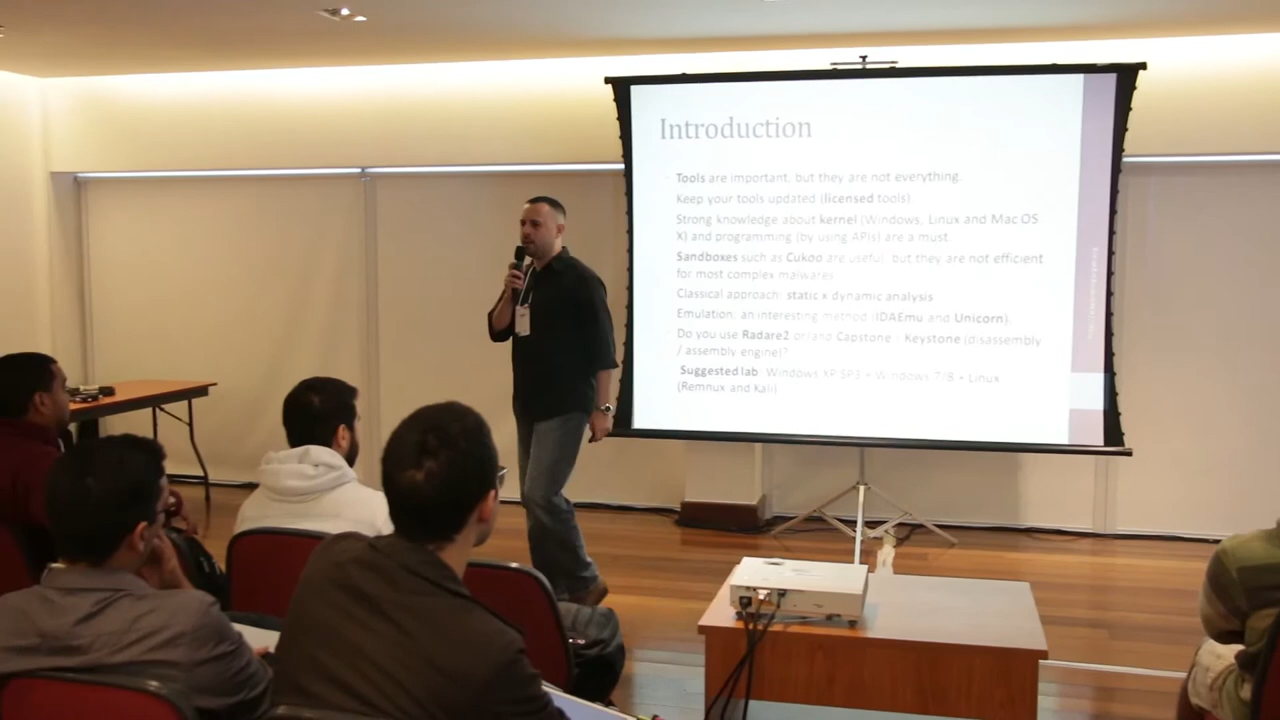 Introduction
Tools are important, but they are not everything.
Keep your tools updated (licensed tools)
Strong knowledge about kernel (Windows, Linux and Mac OS
X) and programming (by using APIs) are a must.
Sandboxes such as Cukoo are useful, but they are not efficient
for most complex malwares
Classical approach: static x dynamic analysis
Emulation: an interesting method (IDAEmu and Unicorn).
Do you use Radare2 or/and Capstone - Keystone (disassembly
/ assembly engine)?
Suggested lab: Windows XP SP3 + Windows 7/8 + Linux
(Remnux and Kali)